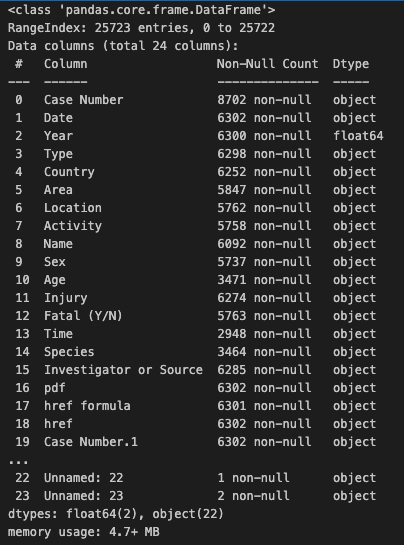 <class 'pandas.core.frame.DataFrame'>
RangeIndex: 25723 entries, 0 to 25722
Data columns (total 24 columns):
 #   Column                  Non-Null Count  Dtype
---  ------                  --------------  -----
 0   Case Number             8702 non-null   object
 1   Date                    6302 non-null   object
 2   Year                    6300 non-null   float64
 3   Type                    6298 non-null   object
 4   Country                 6252 non-null   object
 5   Area                    5847 non-null   object
 6   Location                5762 non-null   object
 7   Activity                5758 non-null   object
 8   Name                    6092 non-null   object
 9   Sex                     5737 non-null   object
 10  Age                     3471 non-null   object
 11  Injury                  6274 non-null   object
 12  Fatal (Y/N)             5763 non-null   object
 13  Time                    2948 non-null   object
 14  Species                 3464 non-null   object
 15  Investigator or Source  6285 non-null   object
 16  pdf                     6302 non-null   object
 17  href formula            6301 non-null   object
 18  href                    6302 non-null   object
 19  Case Number.1           6302 non-null   object
...
 22  Unnamed: 22             1 non-null      object
 23  Unnamed: 23             2 non-null      object
dtypes: float64(2), object(22)
memory usage: 4.7+ MB